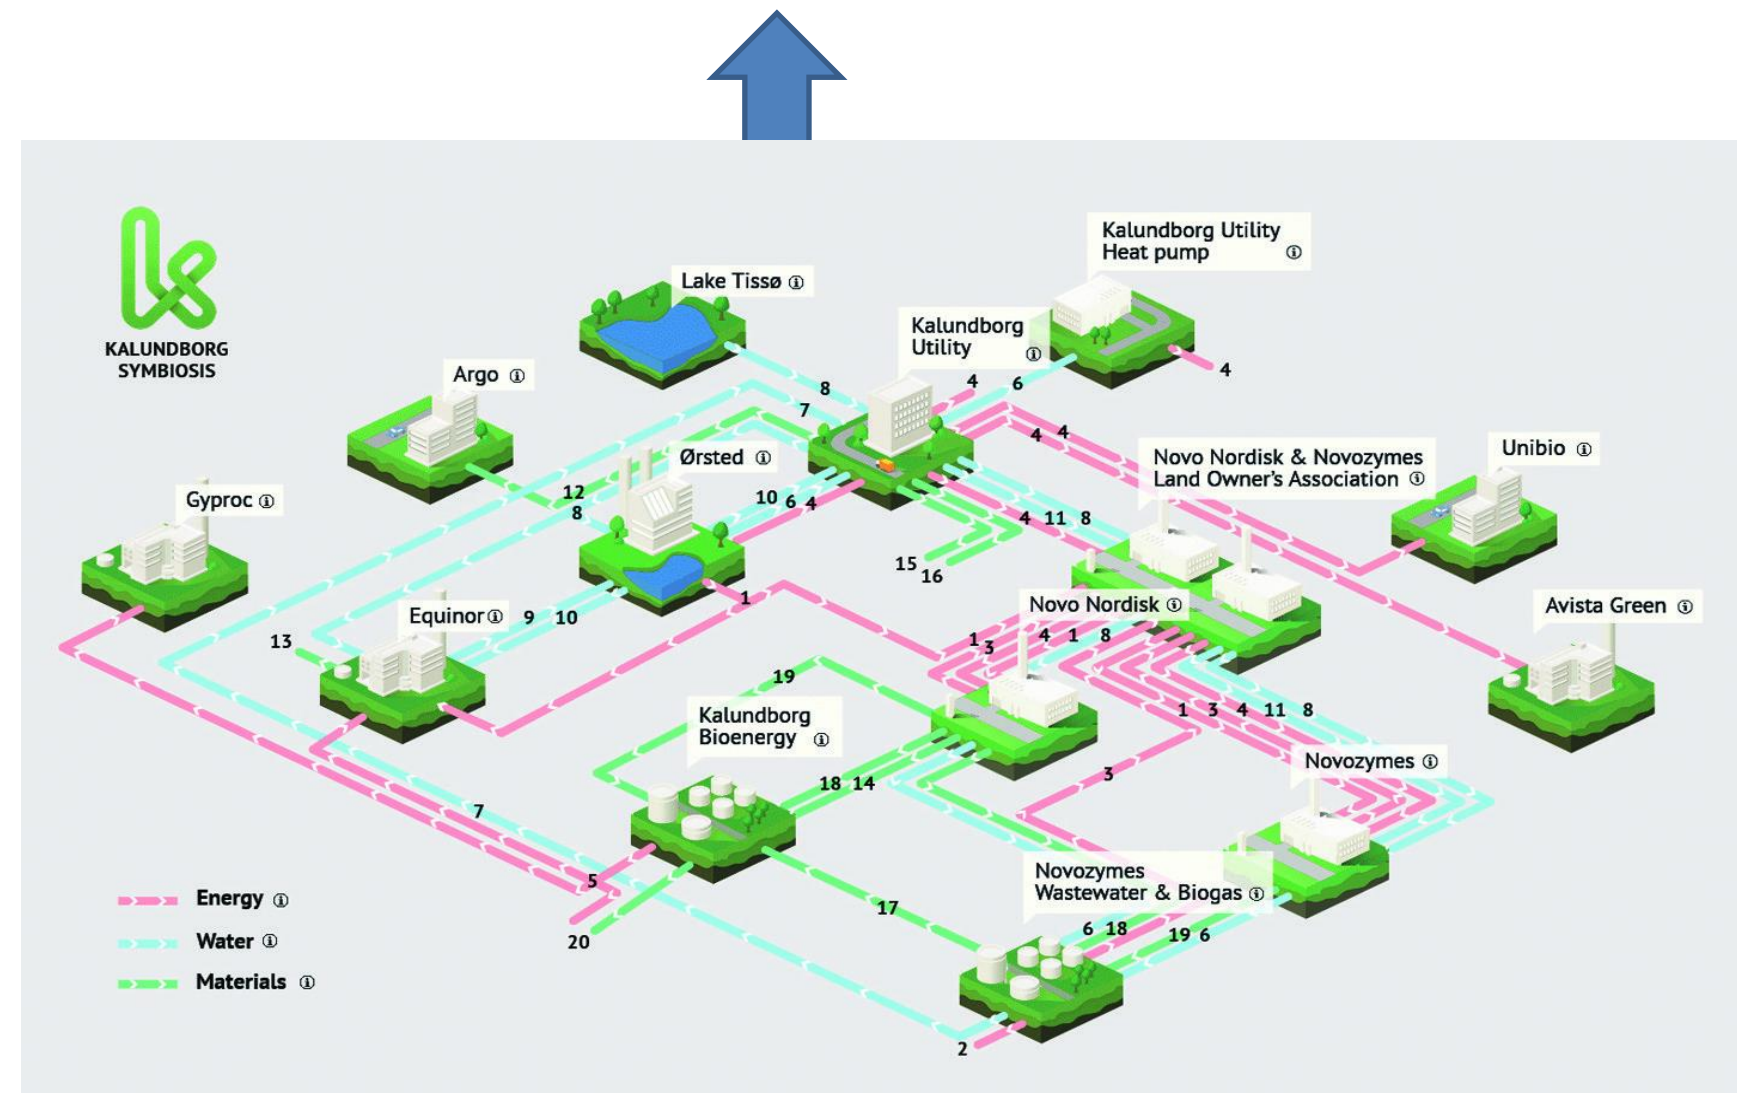 KALUNDBORG
SYMBIOSIS
Lake Tissø
Kalundborg Utility
Heat pump
Kalundborg
Utility
Argo
Ørsted
Gyproc
Novo Nordisk & Novozymes
Land Owner's Association
Unibio
Equinor
Novo Nordisk
Avista Green
Kalundborg
Bioenergy
Novozymes
Novozymes
Wastewater & Biogas
4
4
6
8
7
4 4
12
8
10 6 4
4 11 8
15
16
1
9 10
13
1
3
4 1 8
19
1 3 4 11 8
3
18 14
7
5
17
20
6 18
19 6
2
Energy
Water
Materials